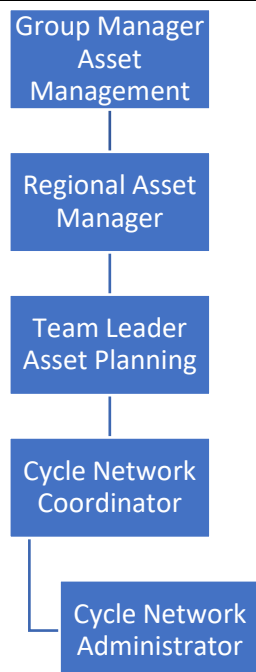 Group Manager
Asset
Management
Regional Asset
Manager
Team Leader
Asset Planning
Cycle Network
Coordinator
Cycle Network
Administrator